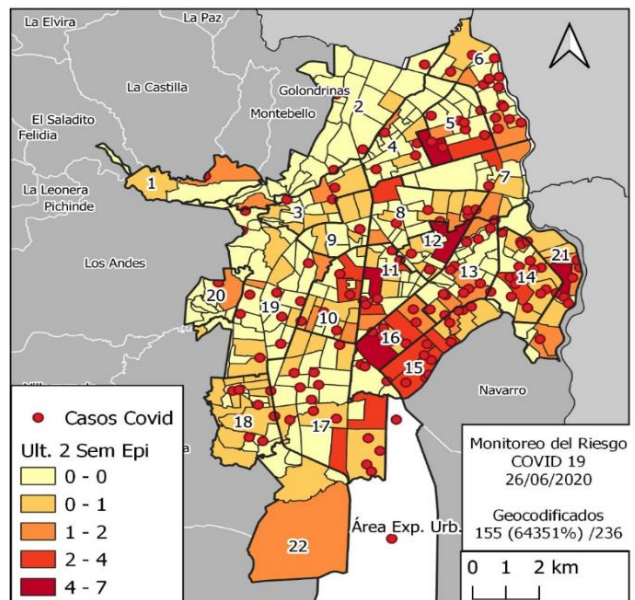 La Elvira
La Paz
La Castilla
Golondrinas
Montebello
El Saladito
Felidia
La Leonera
Pichinde
Los Andes
Navarro
1
2
3
4
5
6
7
8
9
10
11
12
13
14
15
16
17
18
19
20
21
22
Área Exp. Urb.
Casos Covid
Ult. 2 Sem Epi
0 - 0
0 - 1
1 - 2
2 - 4
4 - 7
Monitoreo del Riesgo
COVID 19
26/06/2020
Geocodificados
155 (64351%) /236
0 1 2 km